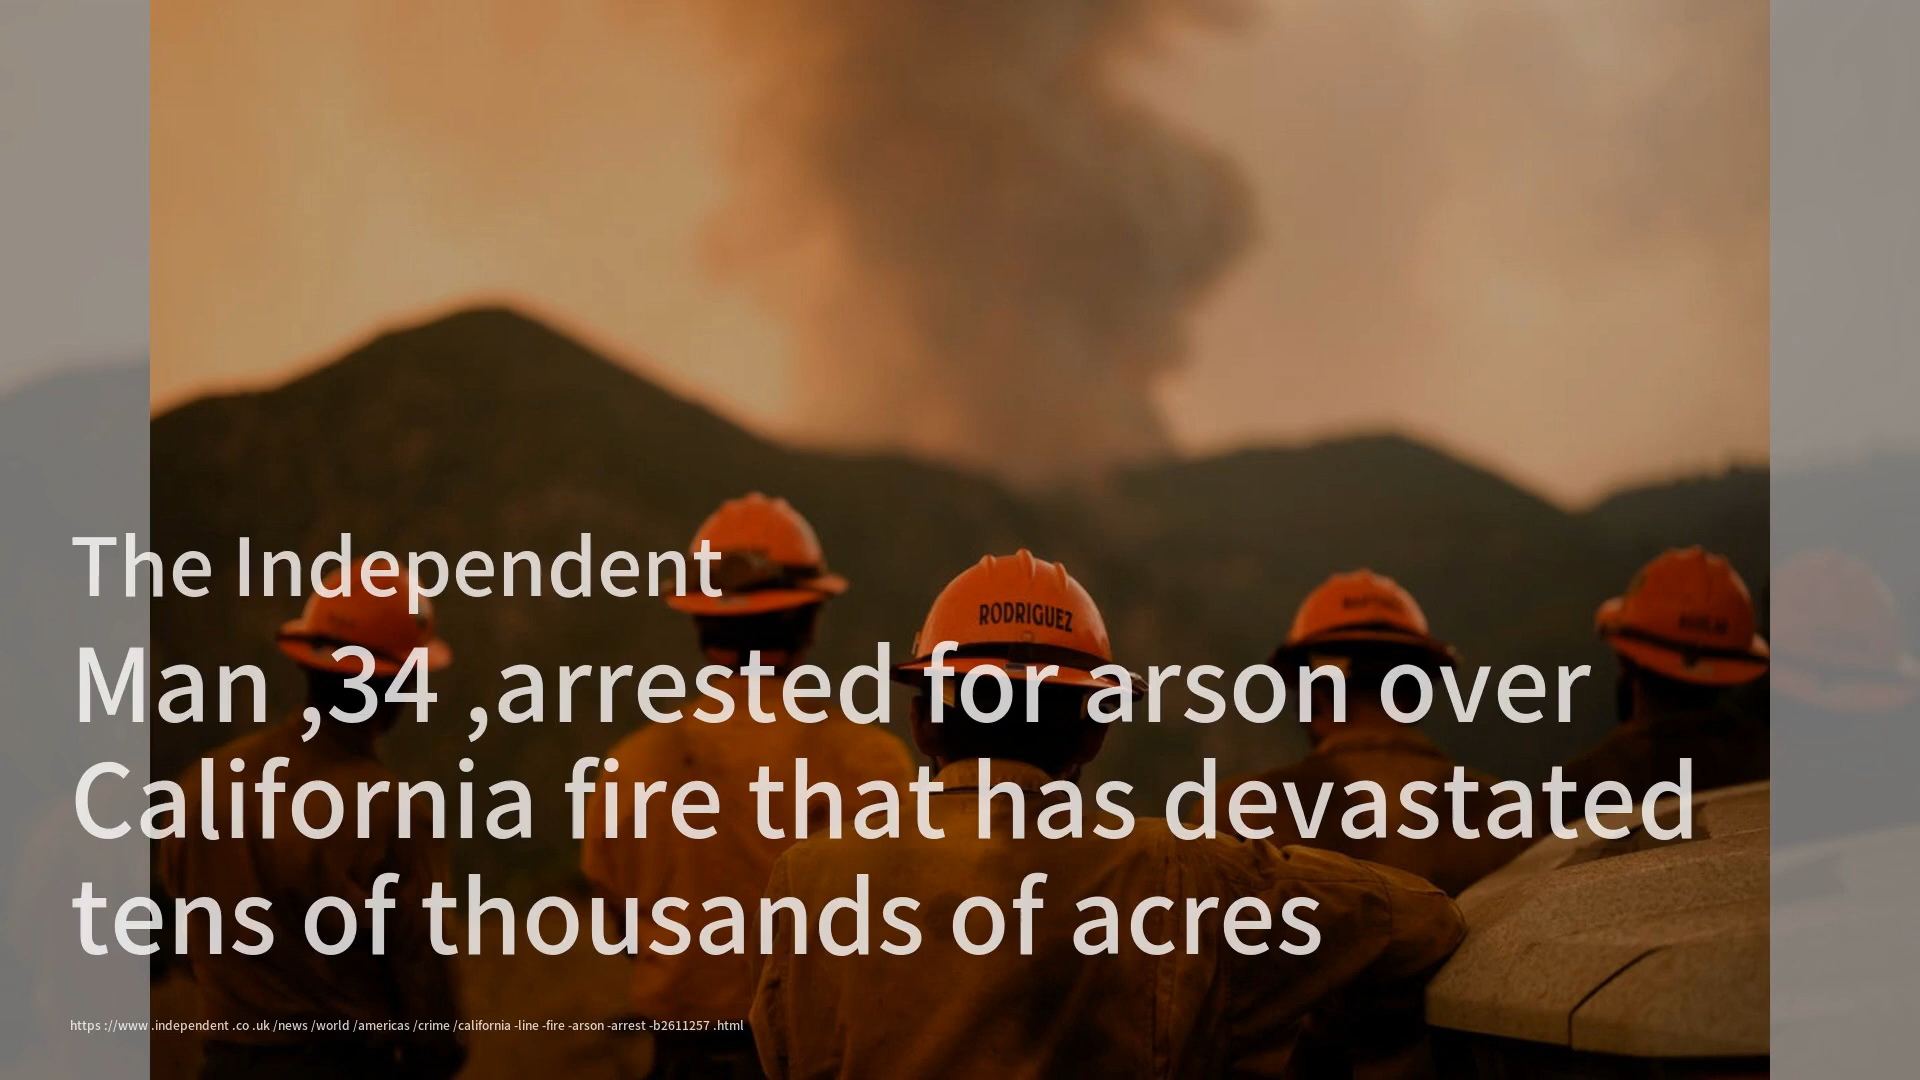 The Independent
RODRIGUEZ
Man ,34 ,arrested for arson over
California fire that has devastated
tens of thousands of acres
https ://www .independent .co .uk /news /world /americas /crime /california -line -fire -arson -arrest -b2611257 .html